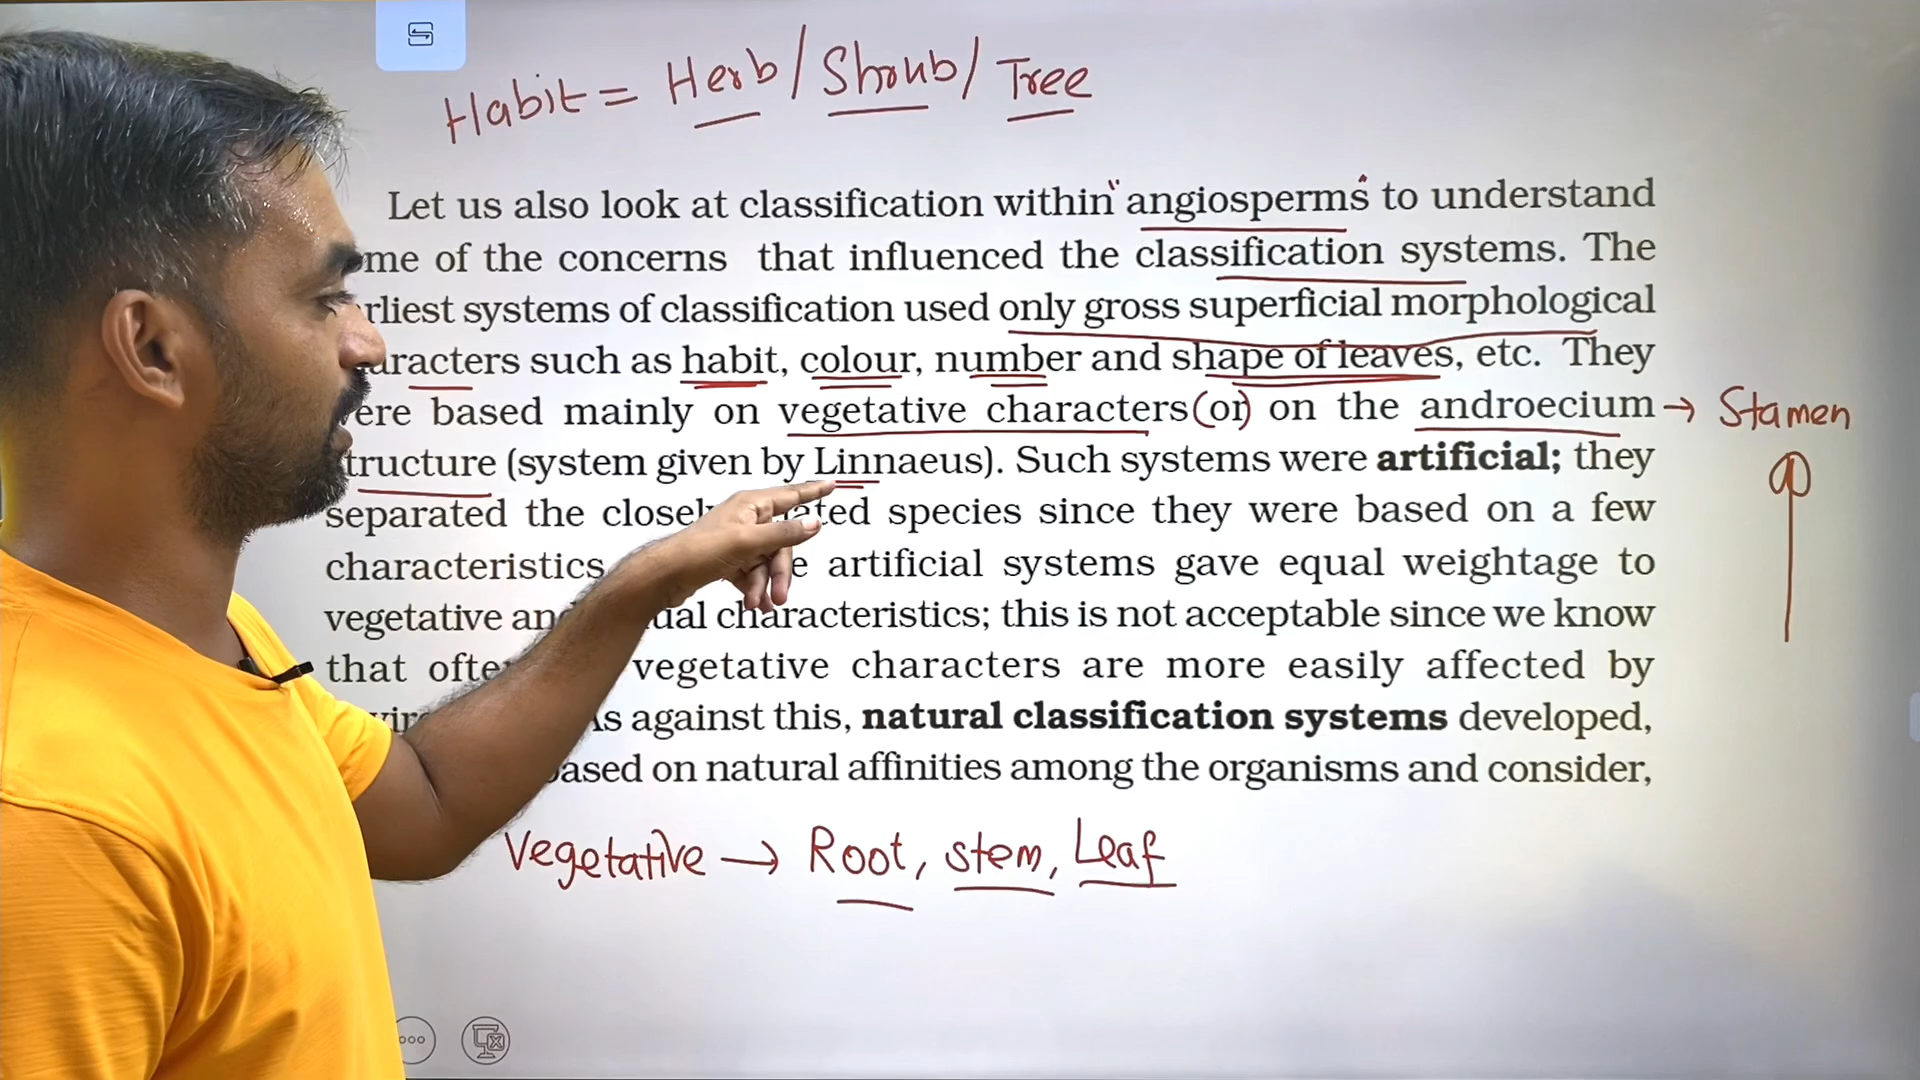 Habit = Herb / Shrub / Tree
Let us also look at classification within "angiosperms" to understand
me of the concerns that influenced the classification systems. The
rliest systems of classification used only gross superficial morphological
aracters such as habit, colour, number and shape of leaves, etc. They
ere based mainly on vegetative characters (or) on the androecium → Stamen
tructure (system given by Linnaeus). Such systems were artificial; they
separated the closely ated species since they were based on a few
characteristics e artificial systems gave equal weightage to
vegetative an ual characteristics; this is not acceptable since we know
that ofte vegetative characters are more easily affected by
vir As against this, natural classification systems developed,
ased on natural affinities among the organisms and consider,
Vegetative → Root, stem, Leaf